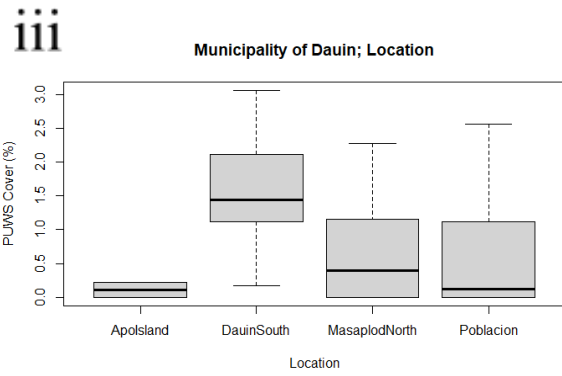 iii
Municipality of Dauin; Location
PUWS Cover (%)
3.0
2.5
2.0
1.5
1.0
0.5
0.0
ApoIsland DauinSouth MasaplodNorth Poblacion
Location